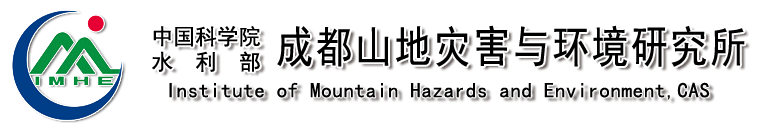 IMHE
中国科学院
水利部
成都山地灾害与环境研究所
Institute of Mountain Hazards and Environment,CAS